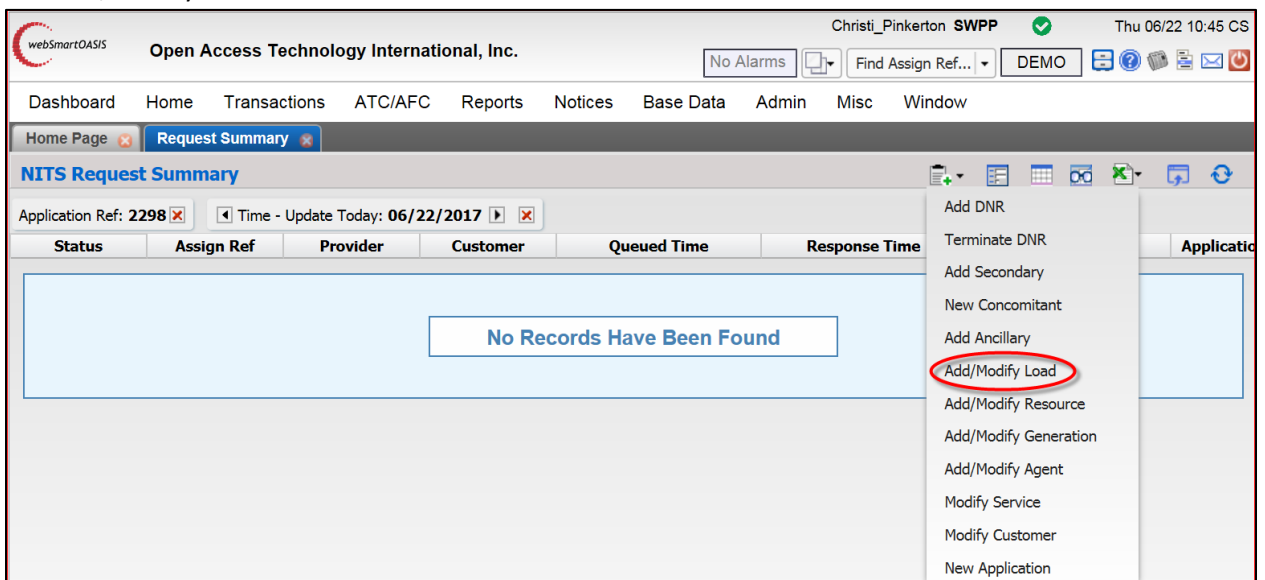 Christi_Pinkerton SWPP Thu 06/22 10:45 CS
webSmartOASIS Open Access Technology International, Inc. No Alarms Find Assign Ref... DEMO
Dashboard Home Transactions ATC/AFC Reports Notices Base Data Admin Misc Window
Home Page Request Summary
NITS Request Summary
Application Ref: 2298 Time - Update Today: 06/22/2017
Status Assign Ref Provider Customer Queued Time Response Time Applicatio
No Records Have Been Found
Add DNR
Terminate DNR
Add Secondary
New Concomitant
Add Ancillary
Add/Modify Load
Add/Modify Resource
Add/Modify Generation
Add/Modify Agent
Modify Service
Modify Customer
New Application